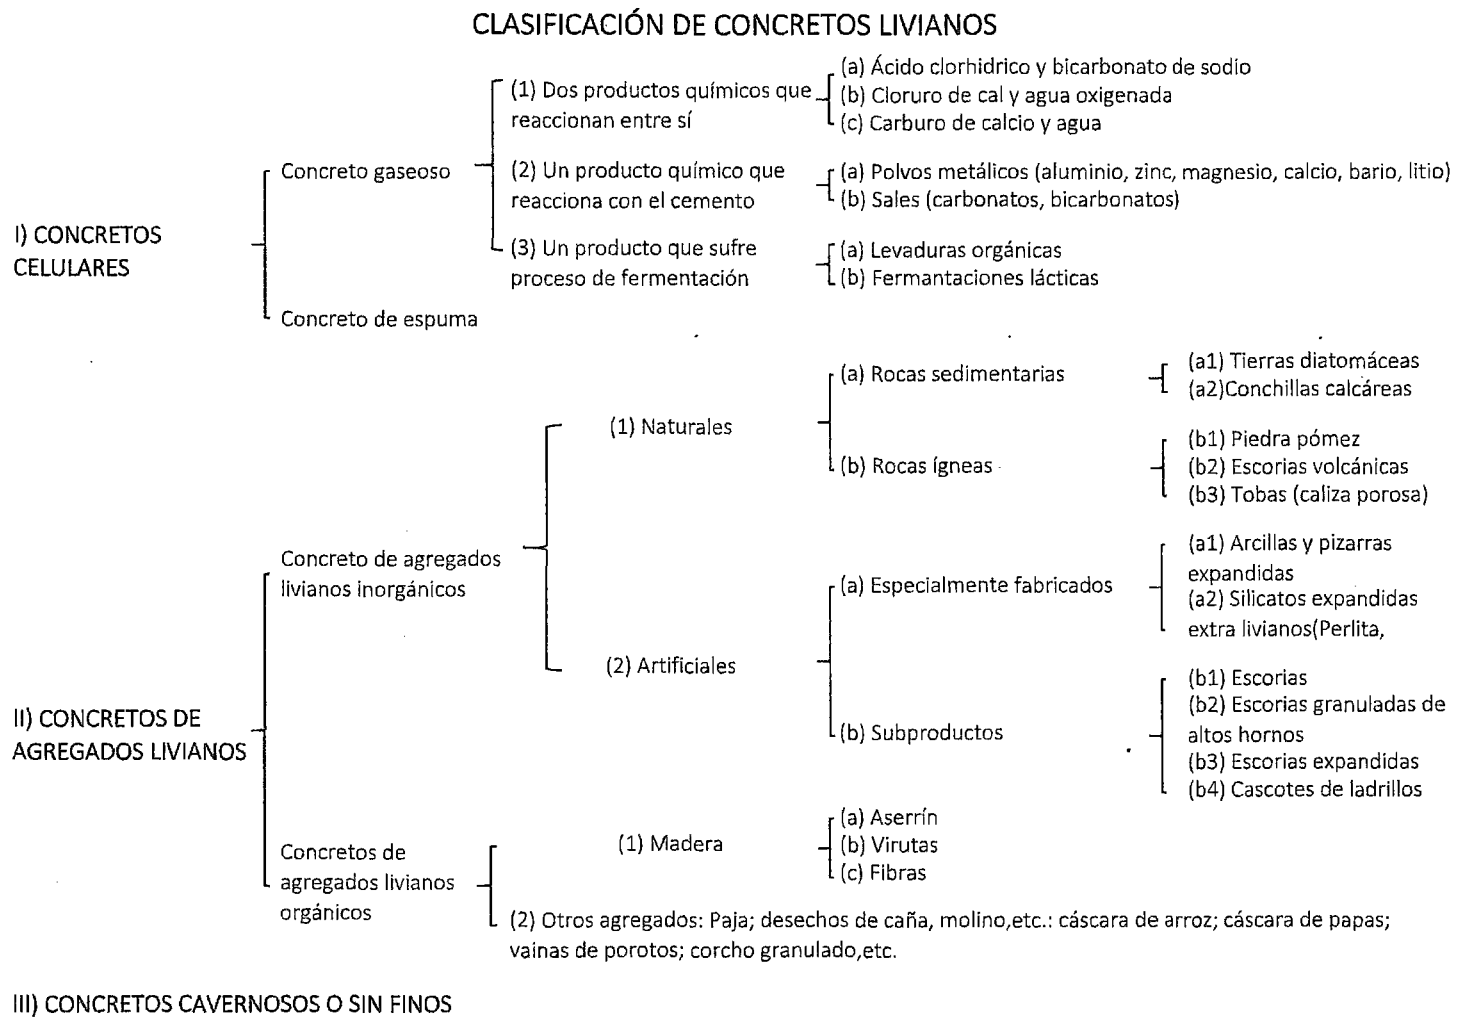 CLASIFICACIÓN DE CONCRETOS LIVIANOS
I) CONCRETOS
CELULARES
Concreto gaseoso
(1) Dos productos químicos que
reaccionan entre sí
(a) Ácido clorhidrico y bicarbonato de sodio
(b) Cloruro de cal y agua oxigenada
(c) Carburo de calcio y agua
(2) Un producto químico que
reacciona con el cemento
(a) Polvos metálicos (aluminio, zinc, magnesio, calcio, bario, litio)
(b) Sales (carbonatos, bicarbonatos)
(3) Un producto que sufre
proceso de fermentación
(a) Levaduras orgánicas
(b) Fermantaciones lácticas
Concreto de espuma
II) CONCRETOS DE
AGREGADOS LIVIANOS
Concreto de agregados
livianos inorgánicos
(1) Naturales
(a) Rocas sedimentarias
(a1) Tierras diatomáceas
(a2)Conchillas calcáreas
(b) Rocas ígneas
(b1) Piedra pómez
(b2) Escorias volcánicas
(b3) Tobas (caliza porosa)
(2) Artificiales
(a) Especialmente fabricados
(a1) Arcillas y pizarras
expandidas
(a2) Silicatos expandidas
extra livianos(Perlita,
(b) Subproductos
(b1) Escorias
(b2) Escorias granuladas de
altos hornos
(b3) Escorias expandidas
(b4) Cascotes de ladrillos
Concretos de
agregados livianos
orgánicos
(1) Madera
(a) Aserrín
(b) Virutas
(c) Fibras
(2) Otros agregados: Paja; desechos de caña, molino,etc.: cáscara de arroz; cáscara de papas;
vainas de porotos; corcho granulado,etc.
III) CONCRETOS CAVERNOSOS O SIN FINOS